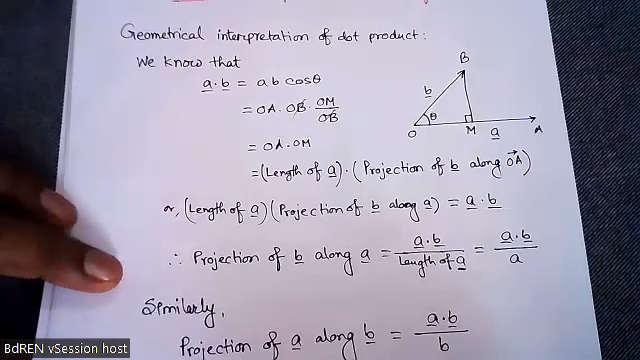 Geometrical interpretation of dot product:
We know that
a · b = ab cosθ
= OA · OB · OM/OB
= OA · OM
= (Length of a) · (Projection of b along OA)
or, (Length of a) (Projection of b along a) = a · b
∴ Projection of b along a = a · b / Length of a = a · b / a
Similarly,
Projection of a along b = a · b / b
B
b
θ
O
M
a
A
BdREN vSession host